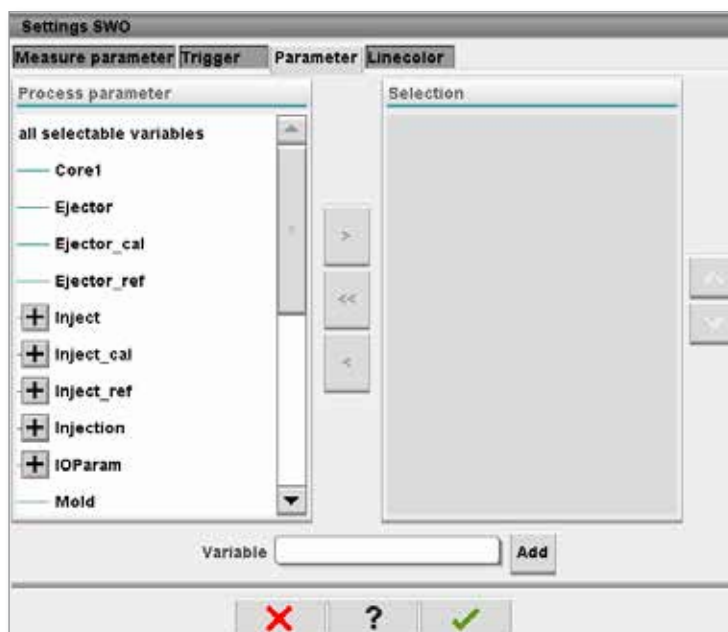 Settings SWO
Measure parameter Trigger Parameter Linecolor
Process parameter
Selection
all selectable variables
Core1
Ejector
Ejector_cal
Ejector_ref
Inject
Inject_cal
Inject_ref
Injection
IOParam
Mold
>
<<
<
Variable
Add
?